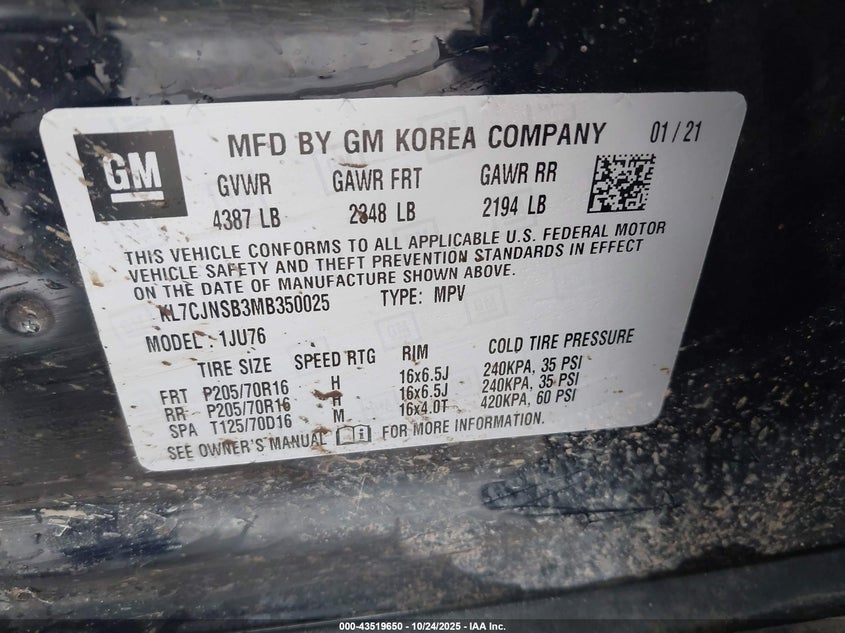 GM
MFD BY GM KOREA COMPANY 01 / 21
GVWR GAWR FRT GAWR RR
4387 LB 2348 LB 2194 LB
THIS VEHICLE CONFORMS TO ALL APPLICABLE U.S. FEDERAL MOTOR
VEHICLE SAFETY AND THEFT PREVENTION STANDARDS IN EFFECT
ON THE DATE OF MANUFACTURE SHOWN ABOVE.
KL7CJNSB3MB350025 TYPE: MPV
MODEL : 1JU76
TIRE SIZE SPEED RTG RIM COLD TIRE PRESSURE
FRT P205/70R16 H 16x6.5J 240KPA, 35 PSI
RR P205/70R16 H 16x6.5J 240KPA, 35 PSI
SPA T125/70D16 M 16x4.0T 420KPA, 60 PSI
SEE OWNER'S MANUAL FOR MORE INFORMATION.
000-43519650 - 10/24/2025 - IAA Inc.